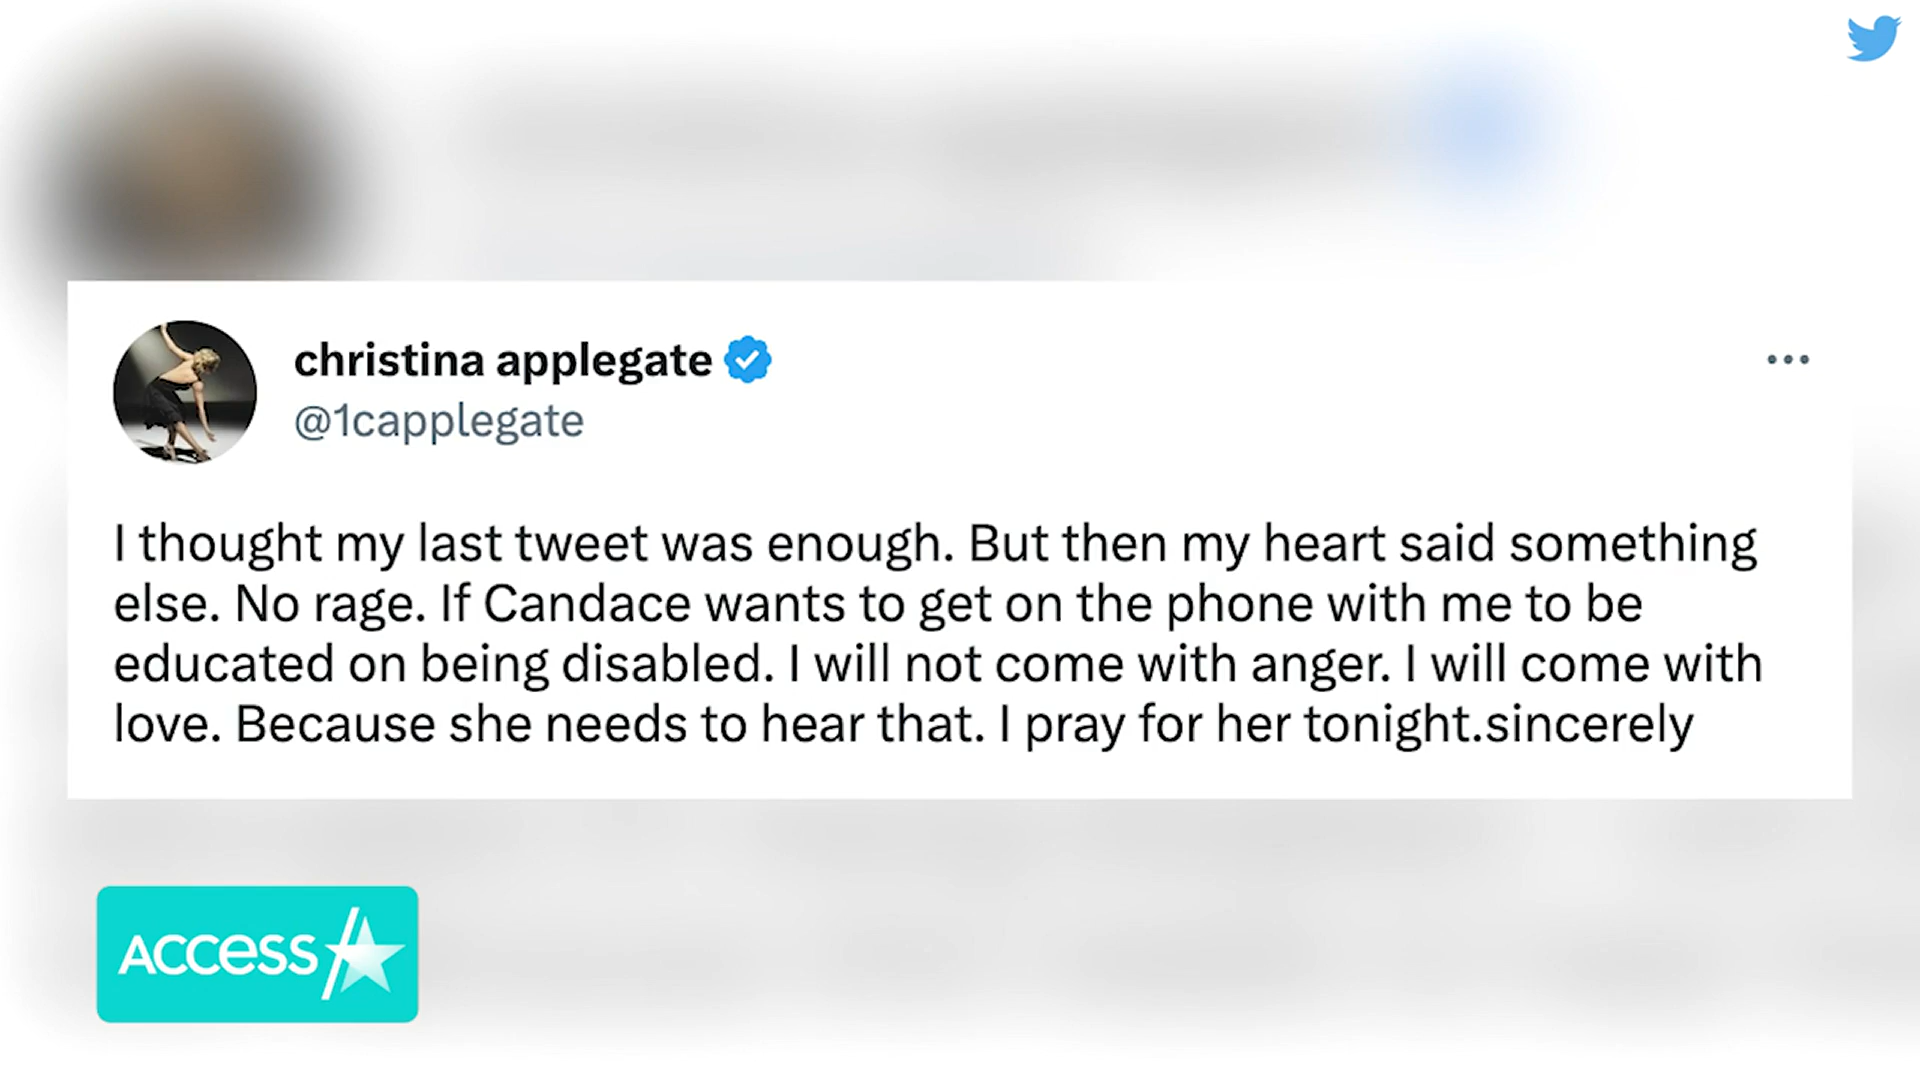 christina applegate
@1capplegate
I thought my last tweet was enough. But then my heart said something
else. No rage. If Candace wants to get on the phone with me to be
educated on being disabled. I will not come with anger. I will come with
love. Because she needs to hear that. I pray for her tonight.sincerely
ACCESS